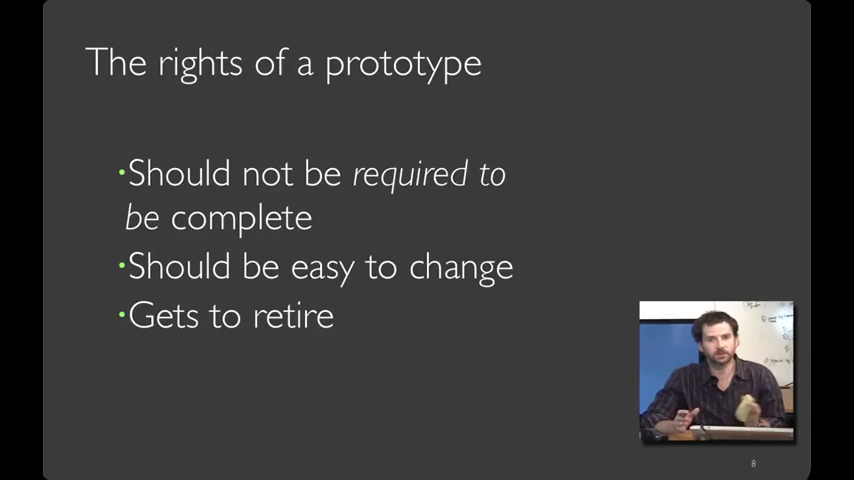 The rights of a prototype
•Should not be required to
be complete
•Should be easy to change
•Gets to retire
8